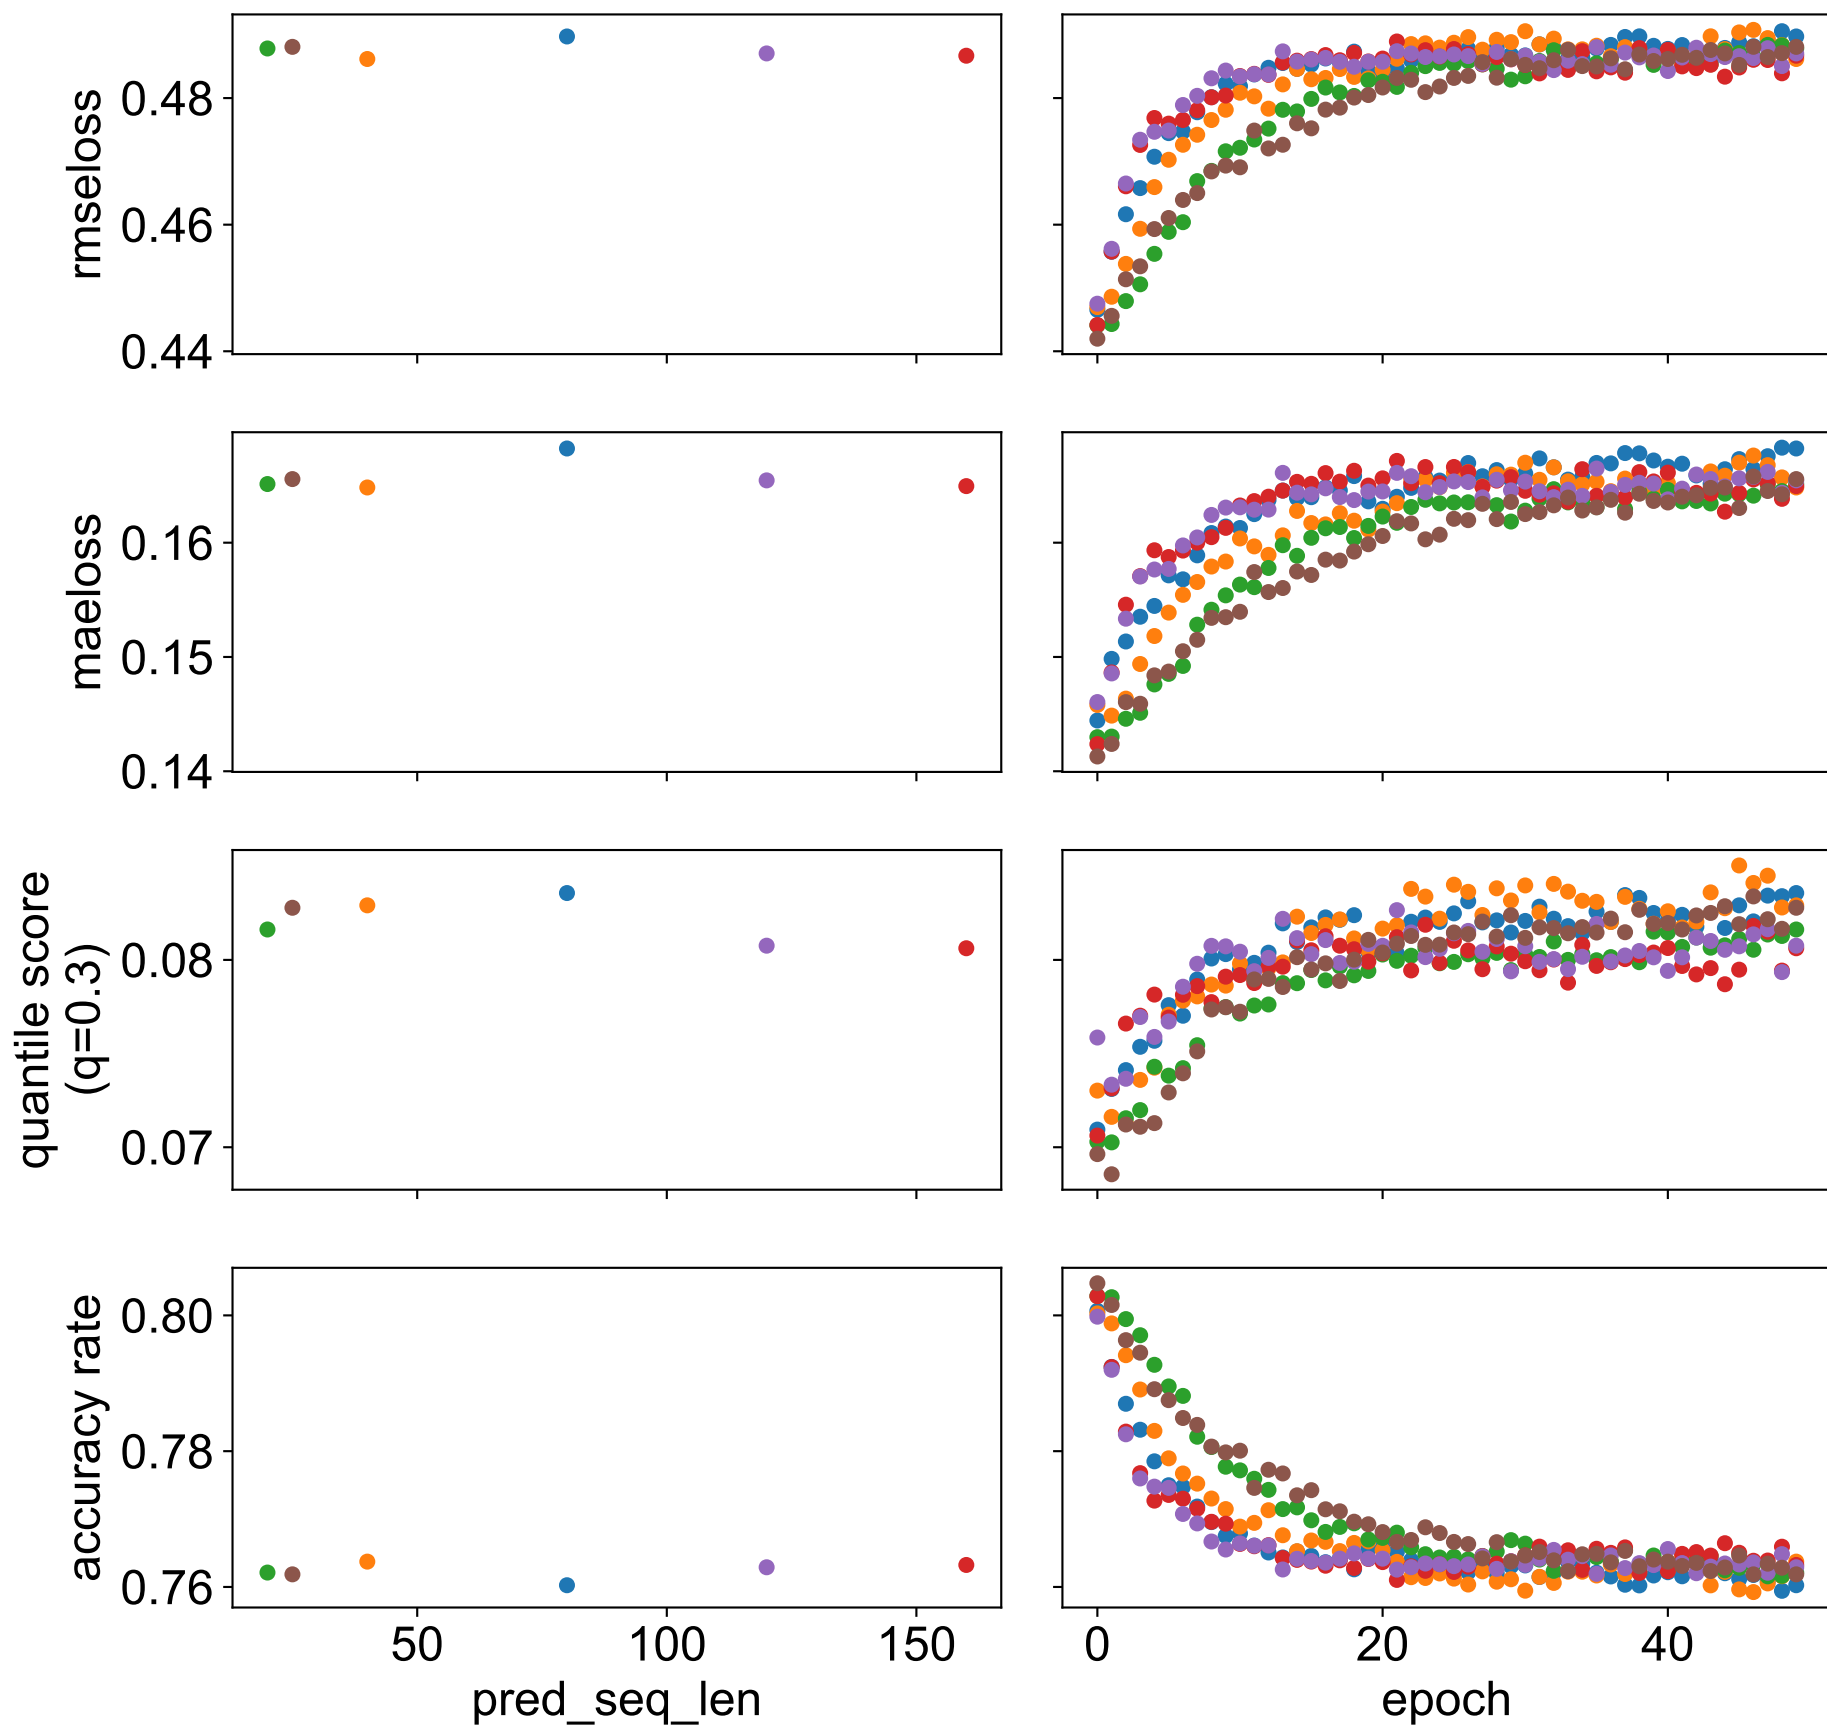 rmseloss
0.48
0.46
0.44
maeloss
0.16
0.15
0.14
quantile score
(q=0.3)
0.08
0.07
accuracy rate
0.80
0.78
0.76
50 100 150
pred_seq_len
0 20 40
epoch